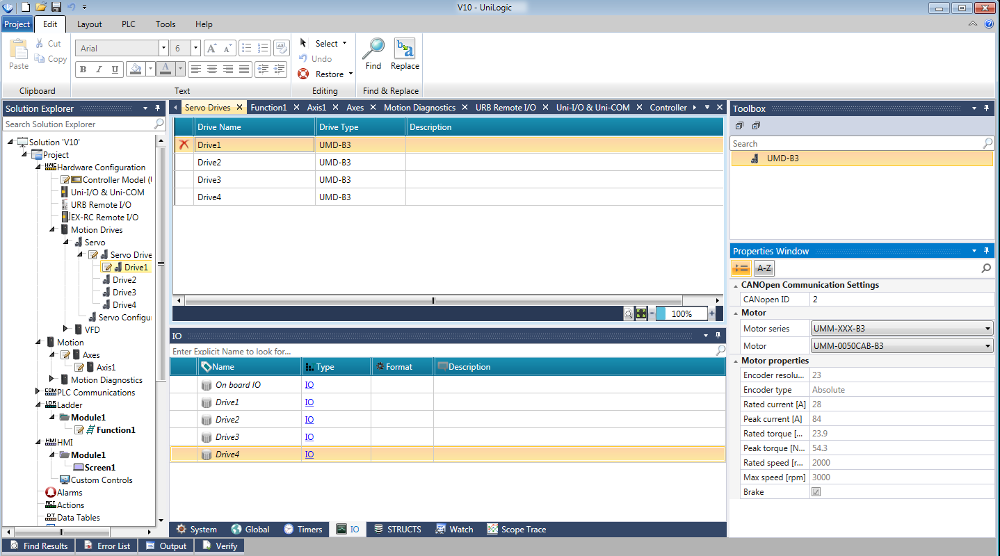 V10 - UniLogic
Project Edit Layout PLC Tools Help
Paste Cut Copy
Clipboard
Arial 6
B I U A
Text
Select
Undo
Restore
Editing
Find
b a
Replace
Find & Replace
Solution Explorer
Search Solution Explorer
Solution 'V10'
Project
HWC Hardware Configuration
Controller Model (
Uni-I/O & Uni-COM
URB Remote I/O
EX-RC Remote I/O
Motion Drives
Servo
Servo Drive
Drive1
Drive2
Drive3
Drive4
Servo Configu
VFD
Motion
Axes
Axis1
Motion Diagnostics
COM PLC Communications
LDR Ladder
Module1
Function1
HMI HMI
Module1
Screen1
Custom Controls
Alarms
ACT Actions
DT Data Tables
Servo Drives Function1 Axis1 Axes Motion Diagnostics URB Remote I/O Uni-I/O & Uni-COM Controller
Drive Name Drive Type Description
Drive1 UMD-B3
Drive2 UMD-B3
Drive3 UMD-B3
Drive4 UMD-B3
- 100% +
IO
Enter Explicit Name to look for...
Name Type Format Description
On board IO IO
Drive1 IO
Drive2 IO
Drive3 IO
Drive4 IO
System Global Timers IO STRUCTS Watch Scope Trace
Toolbox
Search
UMD-B3
Properties Window
A-Z
CANOpen Communication Settings
CANopen ID 2
Motor
Motor series UMM-XXX-B3
Motor UMM-0050CAB-B3
Motor properties
Encoder resolu... 23
Encoder type Absolute
Rated current [A] 28
Peak current [A] 84
Rated torque [... 23.9
Peak torque [N... 54.3
Rated speed [r... 2000
Max speed [rpm] 3000
Brake
Find Results Error List Output Verify